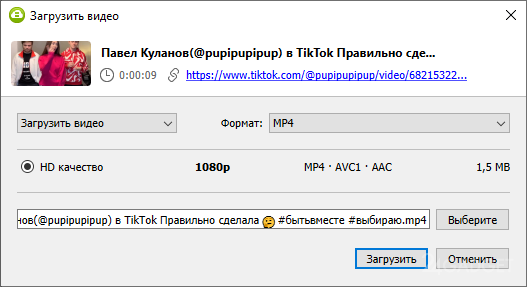 Загрузить видео
Павел Куланов(@pupipupipup) в TikTok Правильно сде...
0:00:09 https://www.tiktok.com/@pupipupipup/video/68215322...
Загрузить видео Формат: MP4
HD качество 1080p MP4 · AVC1 · AAC 1,5 MB
нов(@pupipupipup) в TikTok Правильно сделала 🤔 #бытьвместе #выбираю.mp4 Выберите
Загрузить Отменить